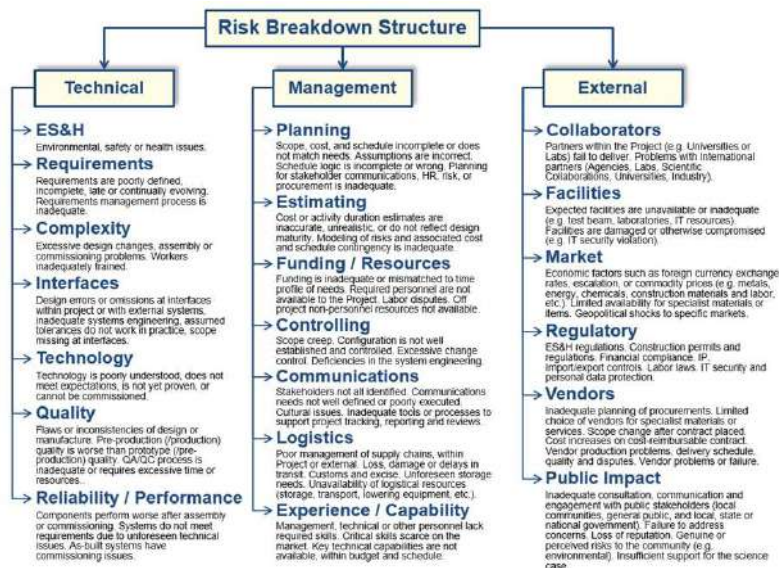 Risk Breakdown Structure
Technical
ES&H
Environmental, safety or health issues.
Requirements
Requirements are poorly defined,
incomplete, late or continually evolving.
Requirements management process is
inadequate.
Complexity
Excessive design changes, assembly or
commissioning problems. Workers
inadequately trained.
Interfaces
Design errors or omissions at interfaces
within project or with external systems,
inadequate systems engineering, assumed
tolerances do not work in practice, scope
missing at interfaces.
Technology
Technology is poorly understood, does
not meet expectations, is not yet proven, or
cannot be commissioned.
Quality
Flaws or inconsistencies of design or
manufacture. Pre-production (/production)
quality is worse than prototype (/pre-
production) quality. QA/QC process is
inadequate or requires excessive time or
resources.
Reliability / Performance
Components perform worse after assembly
or commissioning. Systems do not meet
requirements due to unforeseen technical
issues. As-built systems have
commissioning issues.
Management
Planning
Scope, cost, and schedule incomplete or does
not match needs. Assumptions are incorrect.
Schedule logic is incomplete or wrong. Planning
for stakeholder communications, HR, risk, or
procurement is inadequate.
Estimating
Cost or activity duration estimates are
inaccurate, unrealistic, or do not reflect design
maturity. Modeling of risks and associated cost
and schedule contingency is inadequate.
Funding / Resources
Funding is inadequate or mismatched to time
profile of needs. Required personnel are not
available to the Project. Labor disputes. Off
project non-personnel resources not available.
Controlling
Scope creep. Configuration is not well
established and controlled. Excessive change
control. Deficiencies in the system engineering.
Communications
Stakeholders not all identified. Communications
needs not well defined or poorly executed.
Cultural issues. Inadequate tools or processes to
support project tracking, reporting and reviews.
Logistics
Poor management of supply chains, within
Project or external. Loss, damage or delays in
transit. Customs and excise. Unforeseen storage
needs. Unavailability of logistical resources
(storage, transport, lowering equipment, etc.).
Experience / Capability
Management, technical or other personnel lack
required skills. Critical skills scarce on the
market. Key technical capabilities are not
available, within budget and schedule.
External
Collaborators
Partners within the Project (e.g. Universities or
Labs) fail to deliver. Problems with International
partners (Agencies, Labs, Scientific
Collaborations, Universities, Industry).
Facilities
Expected facilities are unavailable or inadequate
(e.g. test beam, laboratories, IT resources).
Facilities are damaged or otherwise compromised
(e.g. IT security violation).
Market
Economic factors such as foreign currency exchange
rates, escalation, or commodity prices (e.g. metals,
energy, chemicals, construction materials and labor,
etc.). Limited availability for specialist materials or
items. Geopolitical shocks to specific markets.
Regulatory
ES&H regulations. Construction permits and
regulations. Financial compliance. IP.
Import/export controls. Labor laws. IT security and
personal data protection.
Vendors
Inadequate planning of procurements. Limited
choice of vendors for specialist materials or
services. Scope change after contract placed.
Cost increases on cost-reimbursable contract.
Vendor production problems, delivery schedule,
quality and disputes. Vendor problems or failure.
Public Impact
Inadequate consultation, communication and
engagement with public stakeholders (local
communities, general public, and local, state or
national government). Failure to address
concerns. Loss of reputation. Genuine or
perceived risks to the community (e.g.
environmental). Insufficient support for the science
case.